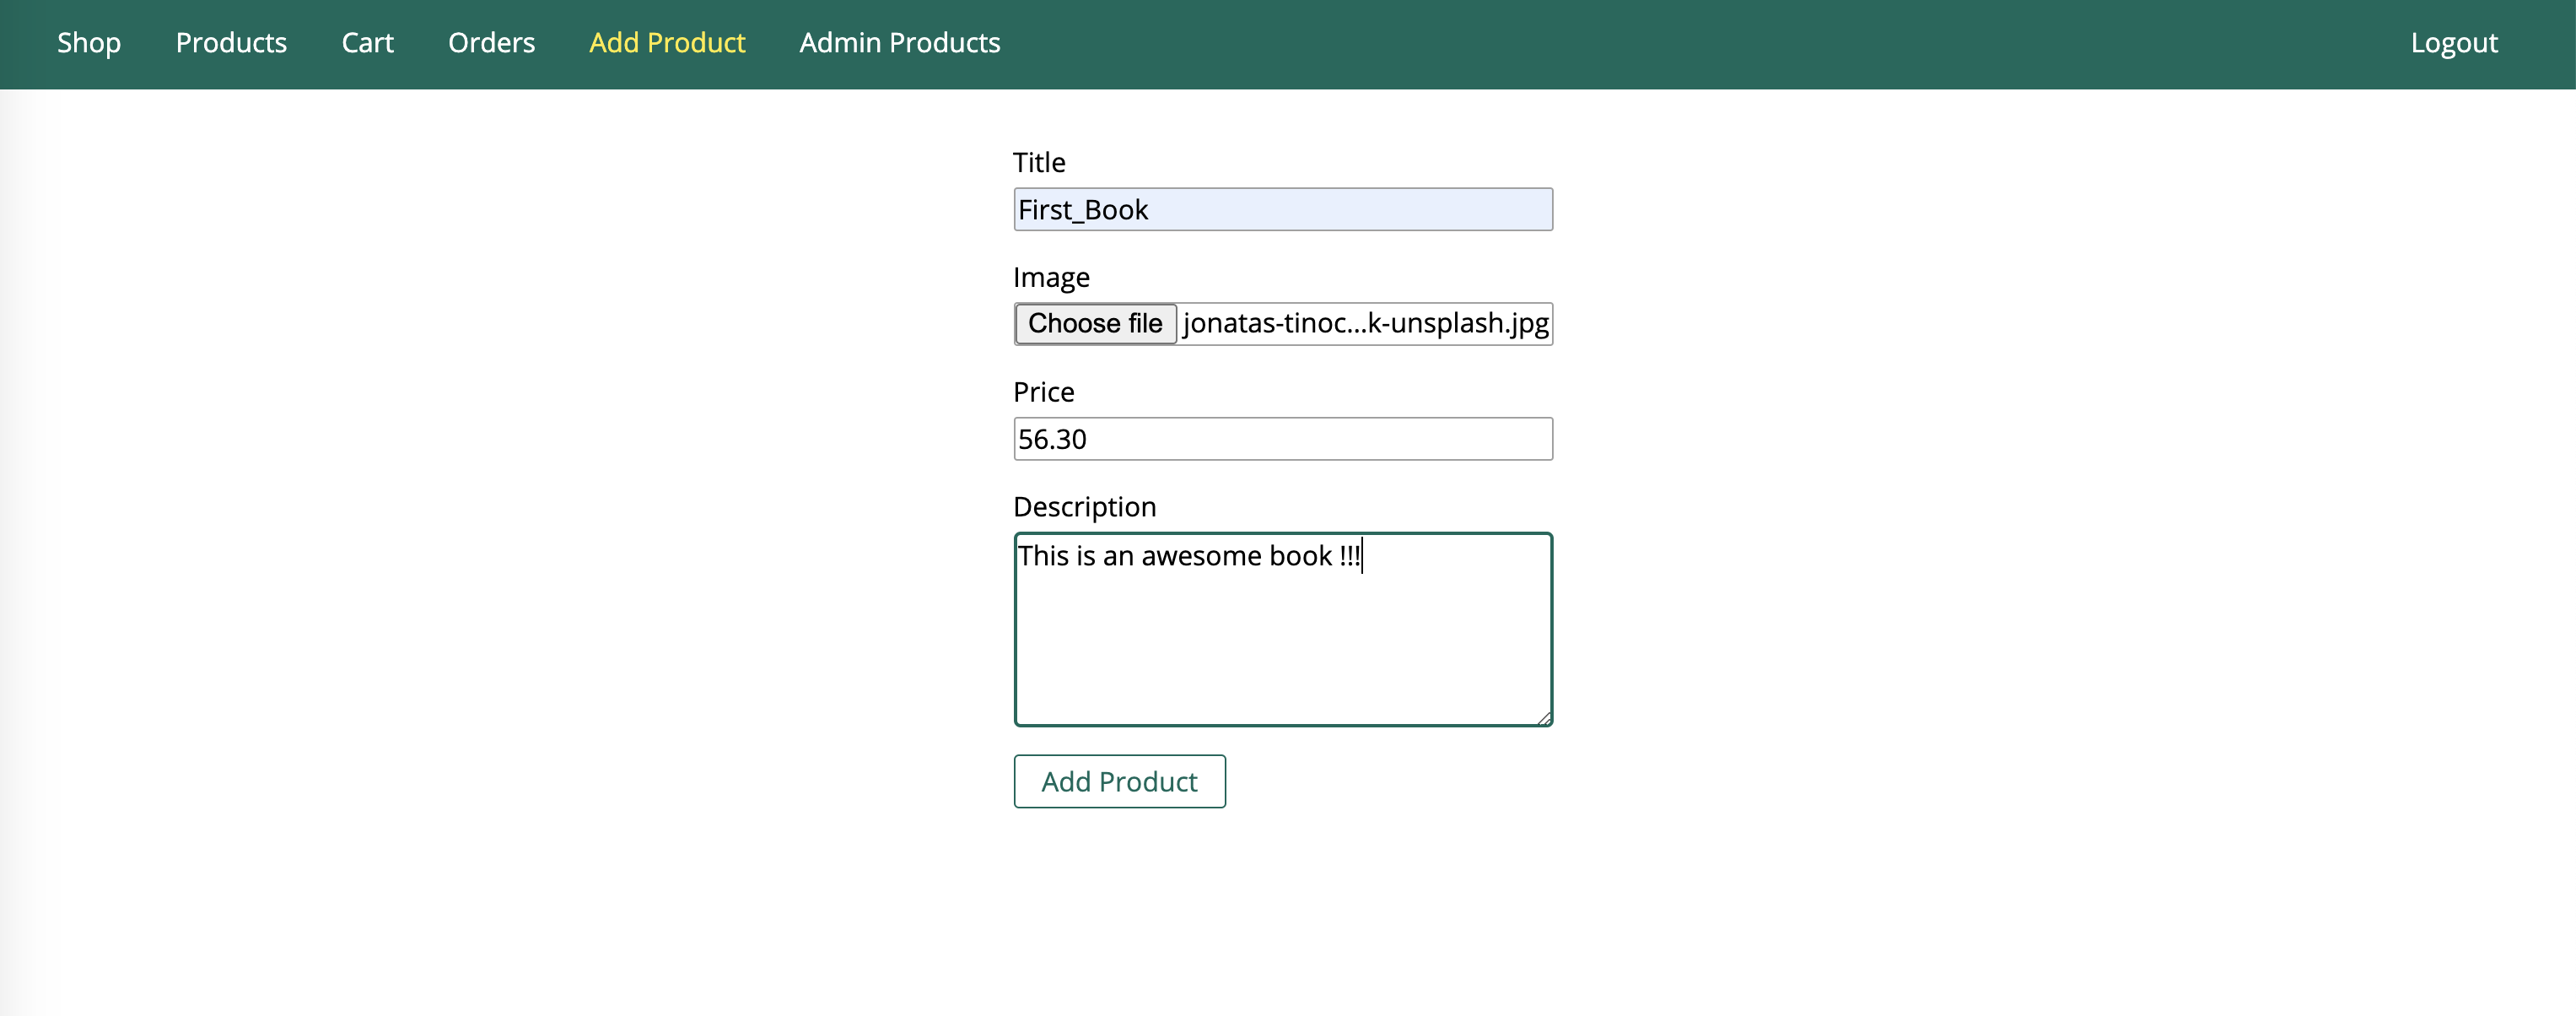 Shop Products Cart Orders Add Product Admin Products Logout
Title
First_Book
Image
Choose file jonatas-tinoc...k-unsplash.jpg
Price
56.30
Description
This is an awesome book !!!
Add Product